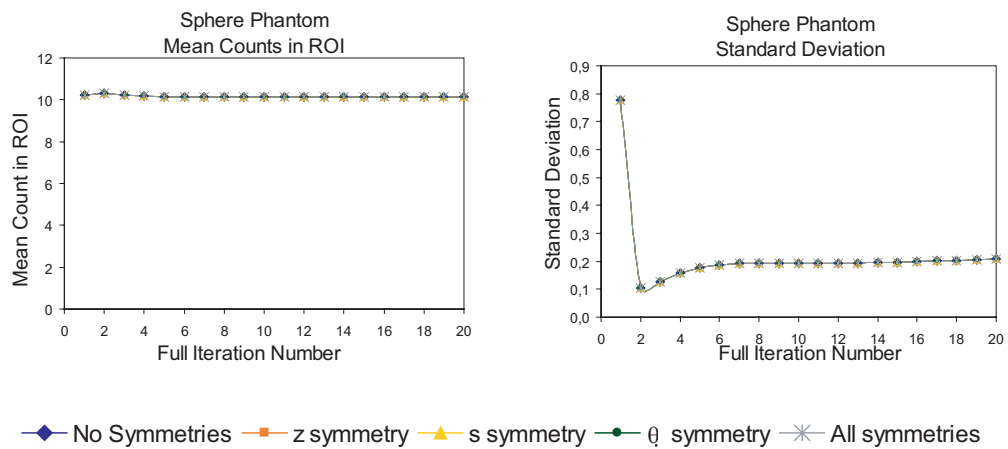 Sphere Phantom
Mean Counts in ROI
12
10
8
6
4
2
0
Mean Count in ROI
0 2 4 6 8 10 12 14 16 18 20
Full Iteration Number
Sphere Phantom
Standard Deviation
0,9
0,8
0,7
0,6
0,5
0,4
0,3
0,2
0,1
0,0
Standard Deviation
0 2 4 6 8 10 12 14 16 18 20
Full Iteration Number
No Symmetries z symmetry s symmetry θ symmetry All symmetries